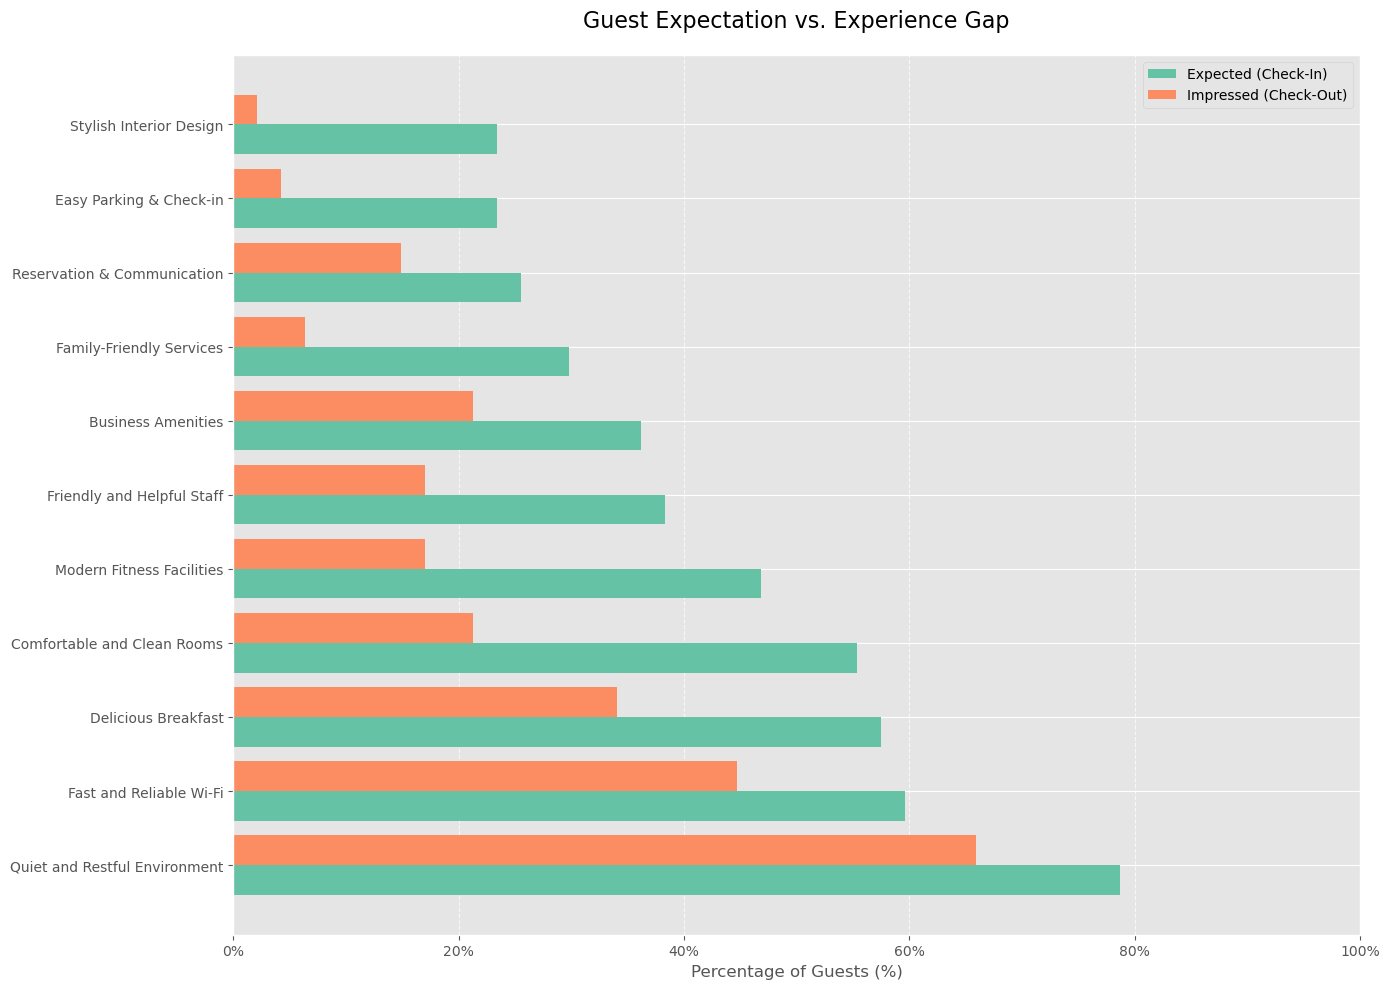 Guest Expectation vs. Experience Gap
Expected (Check-In)
Impressed (Check-Out)
Stylish Interior Design
Easy Parking & Check-in
Reservation & Communication
Family-Friendly Services
Business Amenities
Friendly and Helpful Staff
Modern Fitness Facilities
Comfortable and Clean Rooms
Delicious Breakfast
Fast and Reliable Wi-Fi
Quiet and Restful Environment
0% 20% 40% 60% 80% 100%
Percentage of Guests (%)